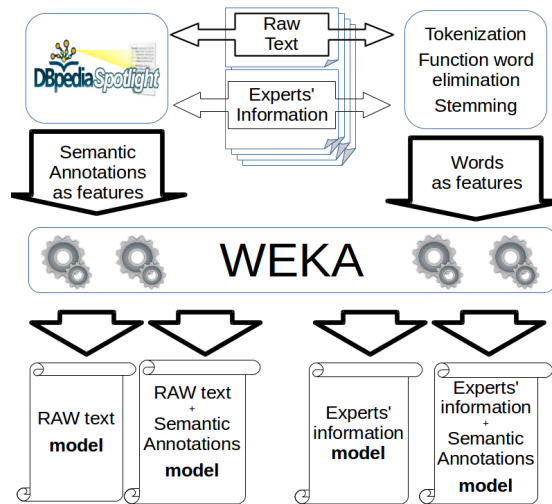 Raw
Text
DBpedia Spotlight
Experts'
Information
Tokenization
Function word
elimination
Stemming
Semantic
Annotations
as features
Words
as features
WEKA
RAW text
model
RAW text
+
Semantic
Annotations
model
Experts'
information
model
Experts'
information
+
Semantic
Annotations
model